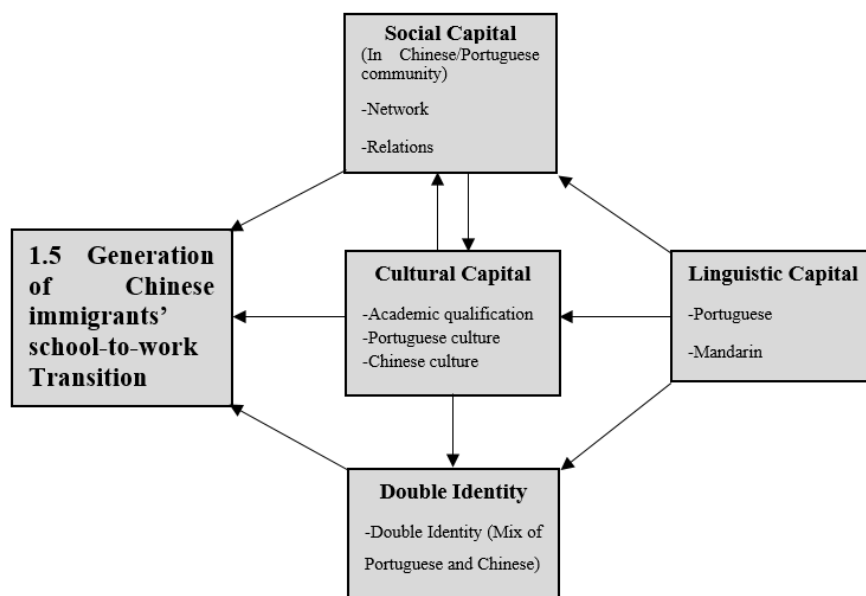 Social Capital
(In Chinese/Portuguese
community)
-Network
-Relations
1.5 Generation
of Chinese
immigrants’
school-to-work
Transition
Cultural Capital
-Academic qualification
-Portuguese culture
-Chinese culture
Linguistic Capital
-Portuguese
-Mandarin
Double Identity
-Double Identity (Mix of
Portuguese and Chinese)